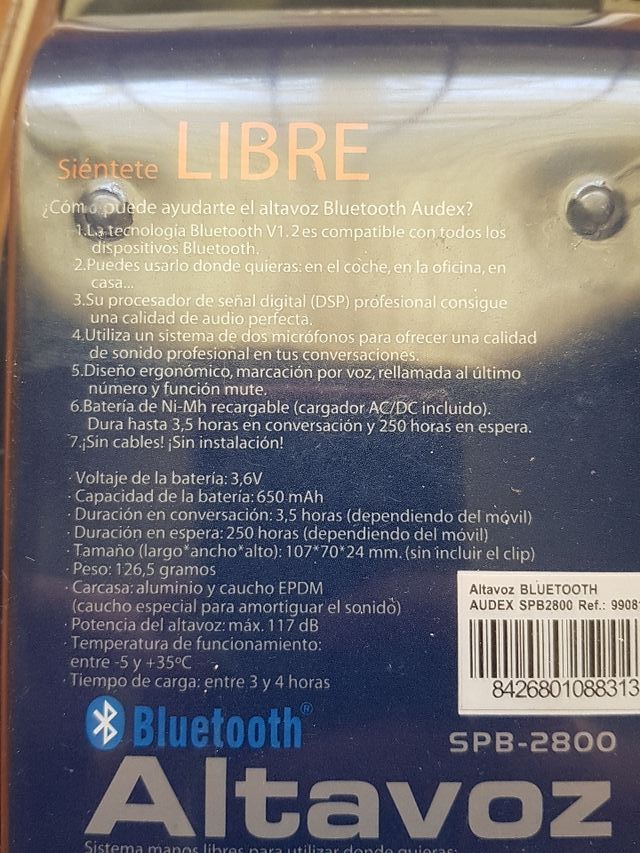 Siéntete LIBRE
¿Cómo puede ayudarte el altavoz Bluetooth Audex?
1.La tecnología Bluetooth V1.2 es compatible con todos los
dispositivos Bluetooth.
2.Puedes usarlo donde quieras: en el coche, en la oficina, en
casa...
3.Su procesador de señal digital (DSP) profesional consigue
una calidad de audio perfecta.
4.Utiliza un sistema de dos micrófonos para ofrecer una calidad
de sonido profesional en tus conversaciones.
5.Diseño ergonómico, marcación por voz, rellamada al último
número y función mute.
6.Batería de Ni-Mh recargable (cargador AC/DC incluido).
Dura hasta 3,5 horas en conversación y 250 horas en espera.
7.¡Sin cables! ¡Sin instalación!
· Voltaje de la batería: 3,6V
· Capacidad de la batería: 650 mAh
· Duración en conversación: 3,5 horas (dependiendo del móvil)
· Duración en espera: 250 horas (dependiendo del móvil)
· Tamaño (largo*ancho*alto): 107*70*24 mm. (sin incluir el clip)
· Peso: 126,5 gramos
· Carcasa: aluminio y caucho EPDM
(caucho especial para amortiguar el sonido)
· Potencia del altavoz: máx. 117 dB
· Temperatura de funcionamiento:
entre -5 y +35ºC
· Tiempo de carga: entre 3 y 4 horas
Altavoz BLUETOOTH
AUDEX SPB2800 Ref.: 9908
8426801088313
Bluetooth®
SPB-2800
Altavoz
Sistema manos libres para utilizar donde quieras: